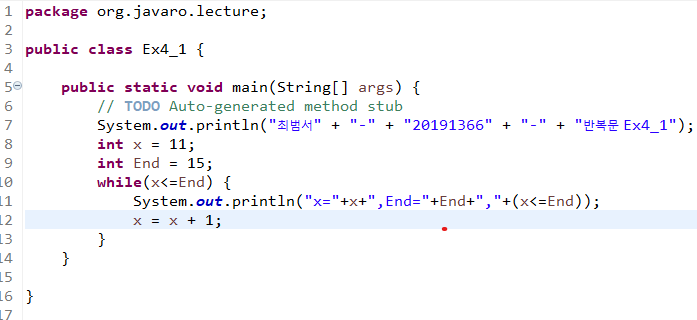 1 package org.javaro.lecture;
2
3 public class Ex4_1 {
4
5 public static void main(String[] args) {
6 // TODO Auto-generated method stub
7 System.out.println("최범서" + "-" + "20191366" + "-" + "반복문 Ex4_1");
8 int x = 11;
9 int End = 15;
10 while(x<=End) {
11 System.out.println("x="+x+",End="+End+","+(x<=End));
12 x = x + 1;
13 }
14 }
15
16 }
17